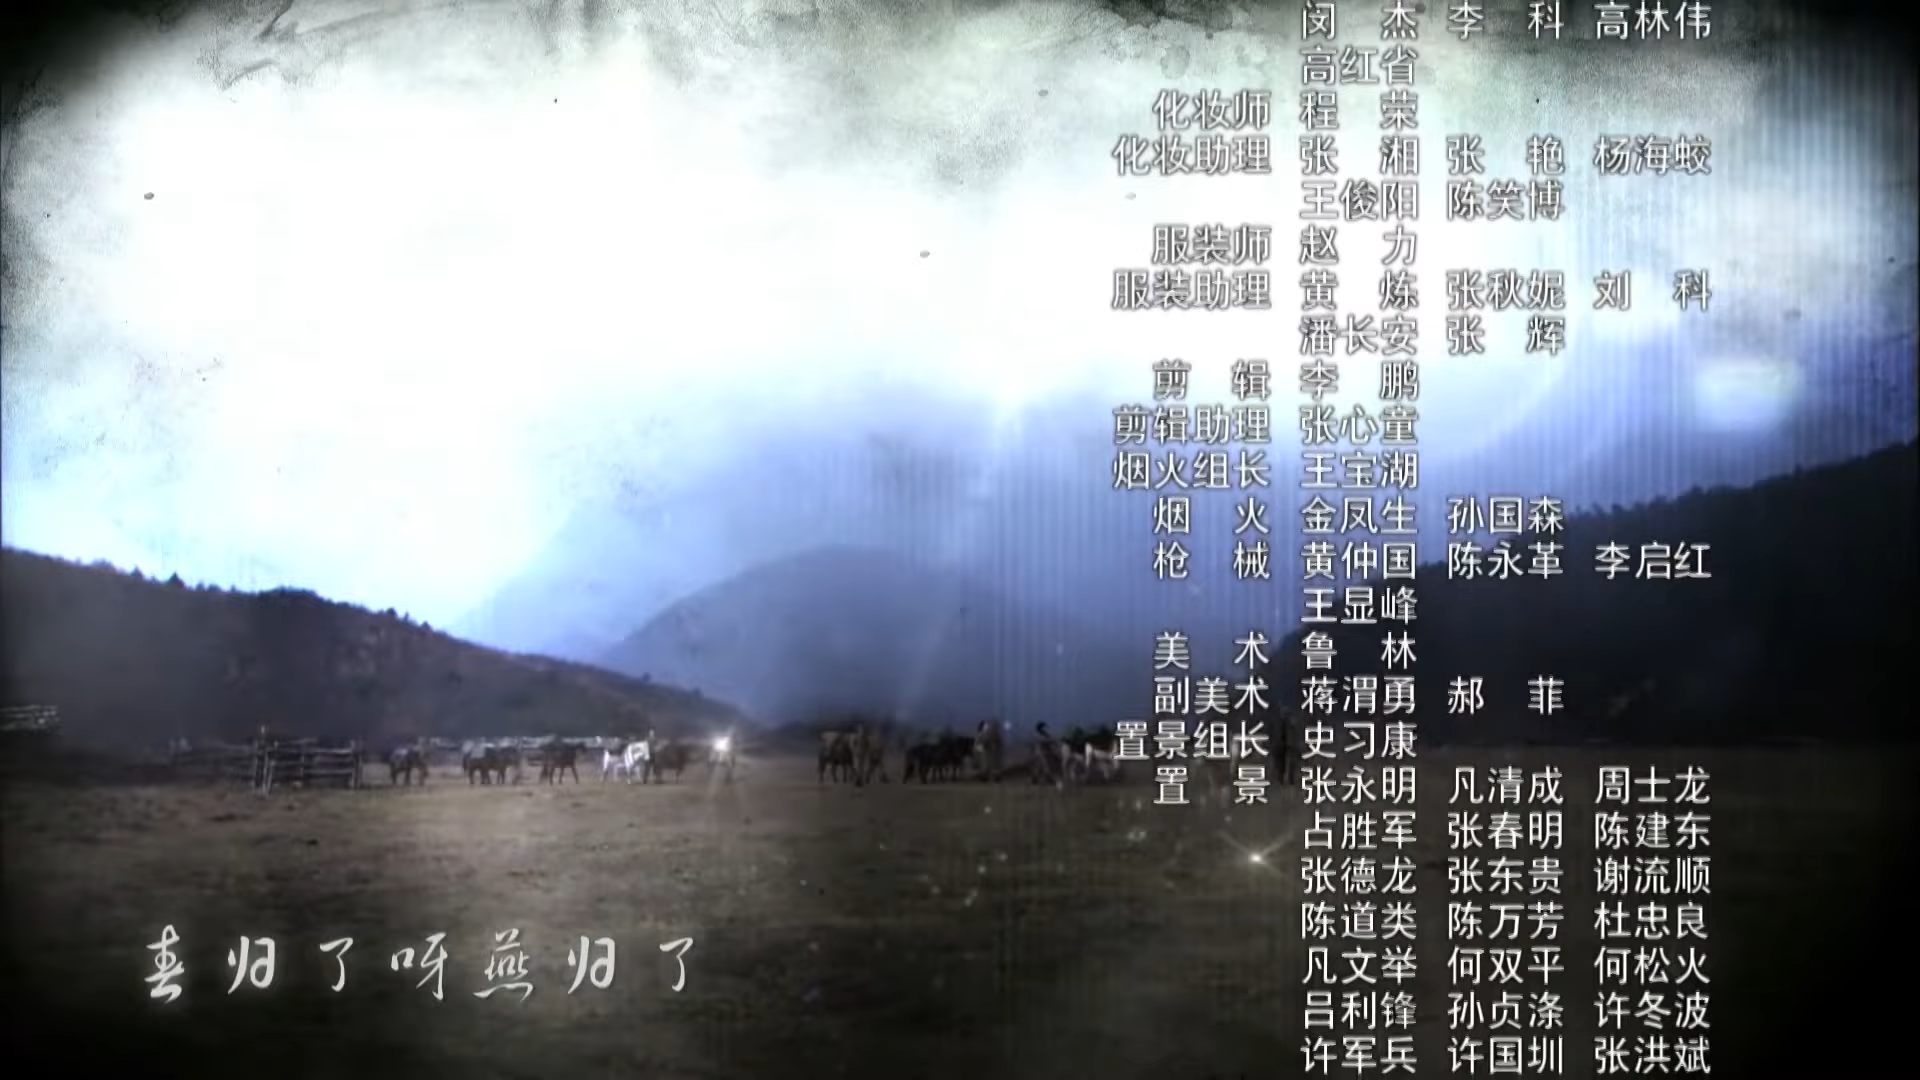 闵杰 李科 高林伟
高红省
化妆师 程荣
化妆助理 张湘 张艳 杨海蛟
王俊阳 陈笑博
服装师 赵力
服装助理 黄炼 张秋妮 刘科
潘长安 张辉
剪辑 李鹏
剪辑助理 张心童
烟火组长 王宝湖
烟火 金凤生 孙国森
枪械 黄仲国 陈永革 李启红
王显峰
美术 鲁林
副美术 蒋渭勇 郝菲
置景组长 史习康
置景 张永明 凡清成 周士龙
占胜军 张春明 陈建东
张德龙 张东贵 谢流顺
陈道类 陈万芳 杜忠良
凡文举 何双平 何松火
吕利锋 孙贞涤 许冬波
许军兵 许国圳 张洪斌
春归了呀燕归了